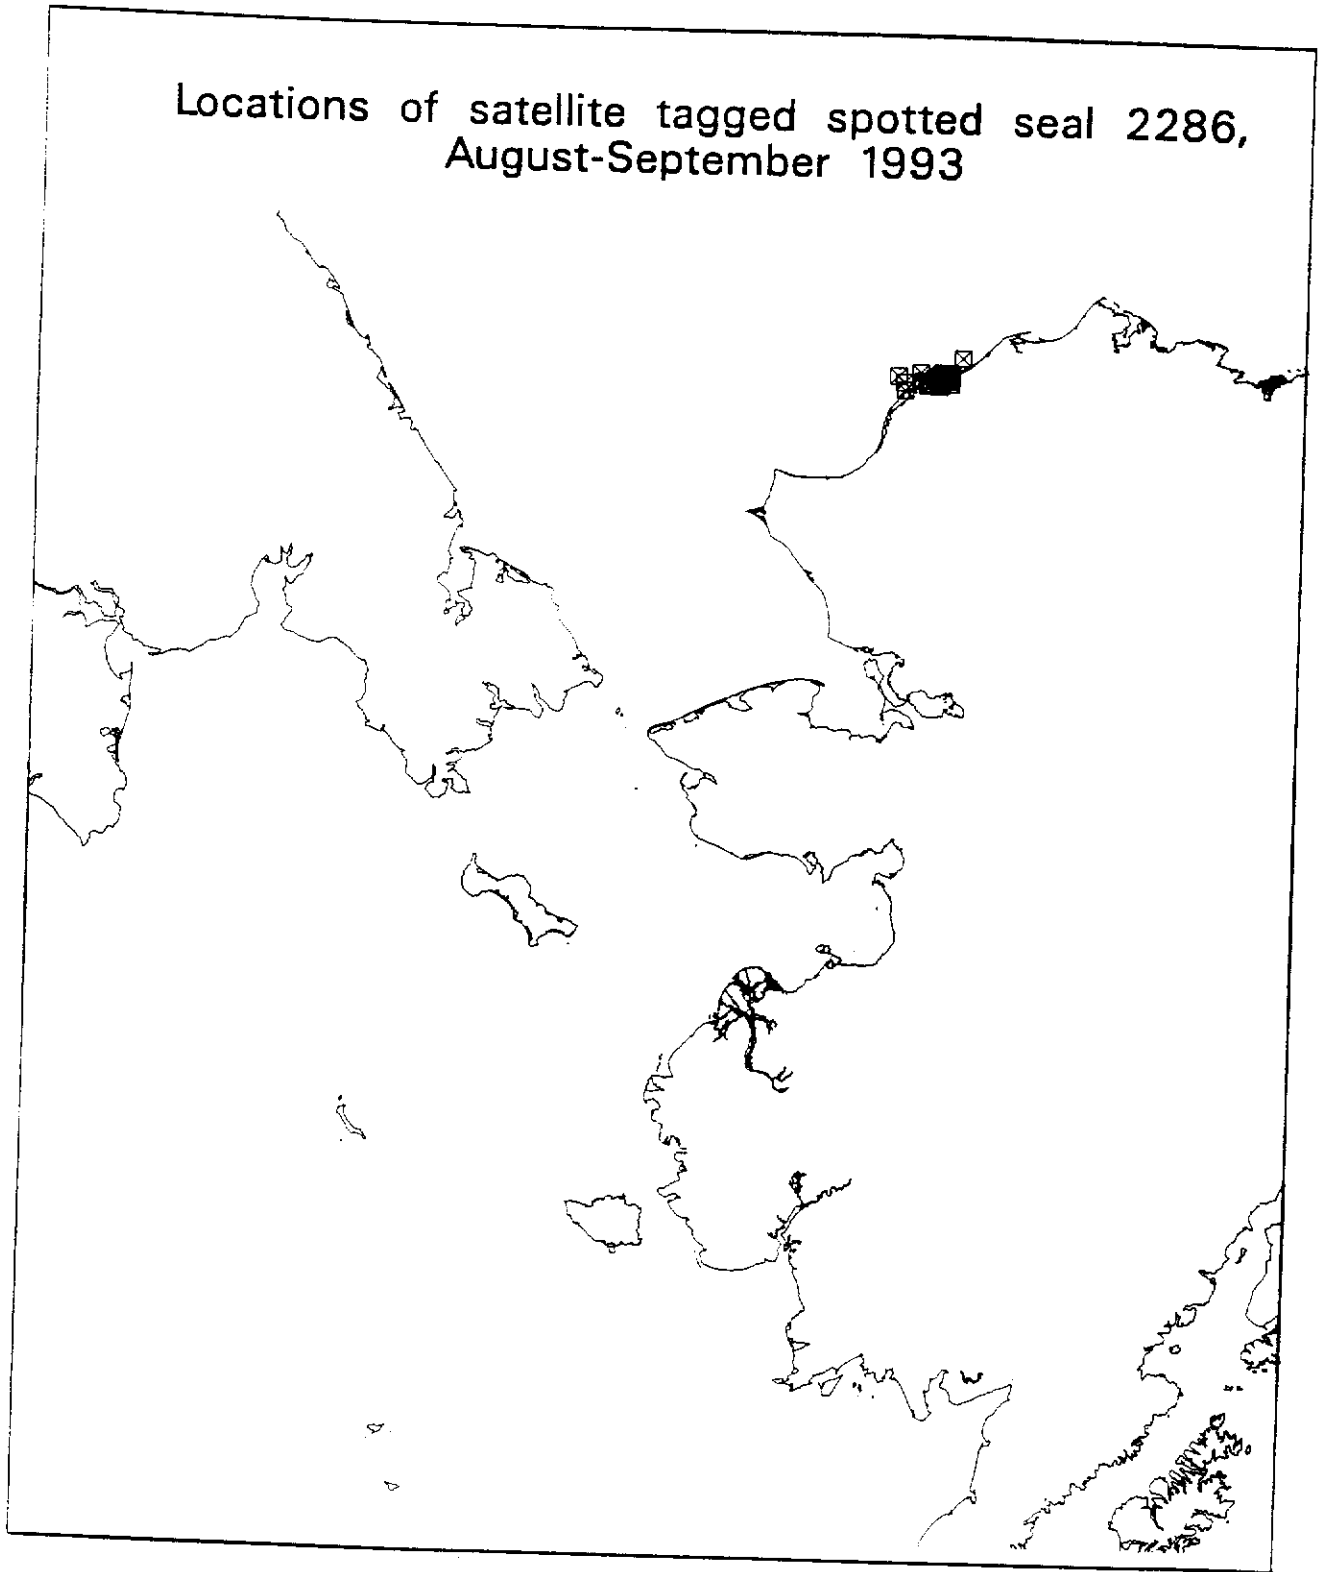 Locations of satellite tagged spotted seal 2286,
August-September 1993